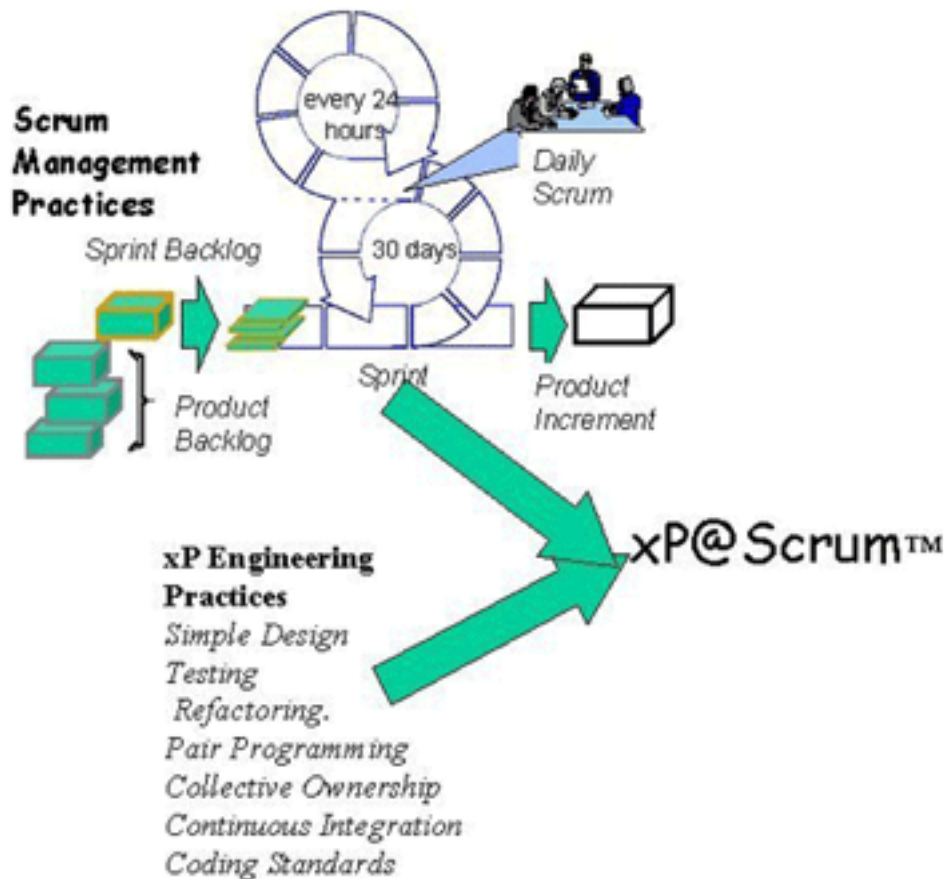 every 24
hours
Scrum
Management
Practices
Daily
Scrum
Sprint Backlog
30 days
Sprint
Product
Backlog
Product
Increment
xP@Scrum™
xP Engineering
Practices
Simple Design
Testing
Refactoring.
Pair Programming
Collective Ownership
Continuous Integration
Coding Standards